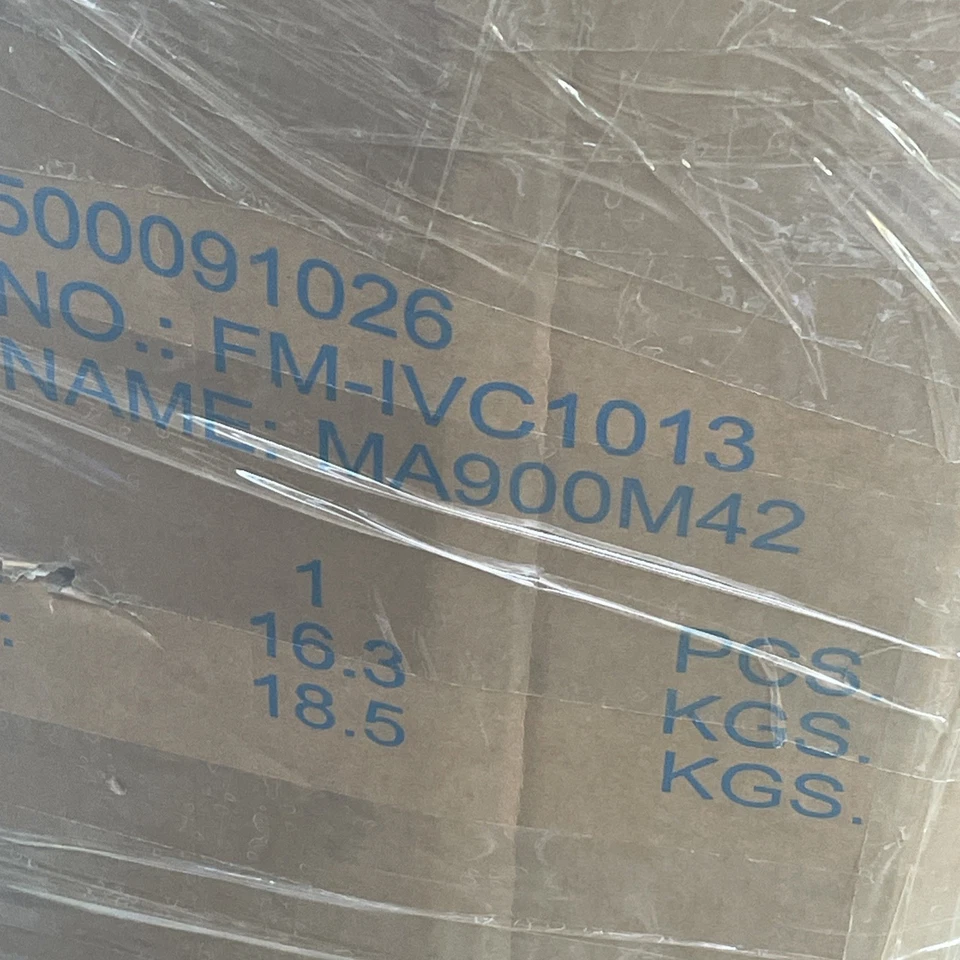 500091026
NO.: FM-IVC1013
NAME: MA900M42
1 PCS.
: 16.3 KGS.
18.5 KGS.